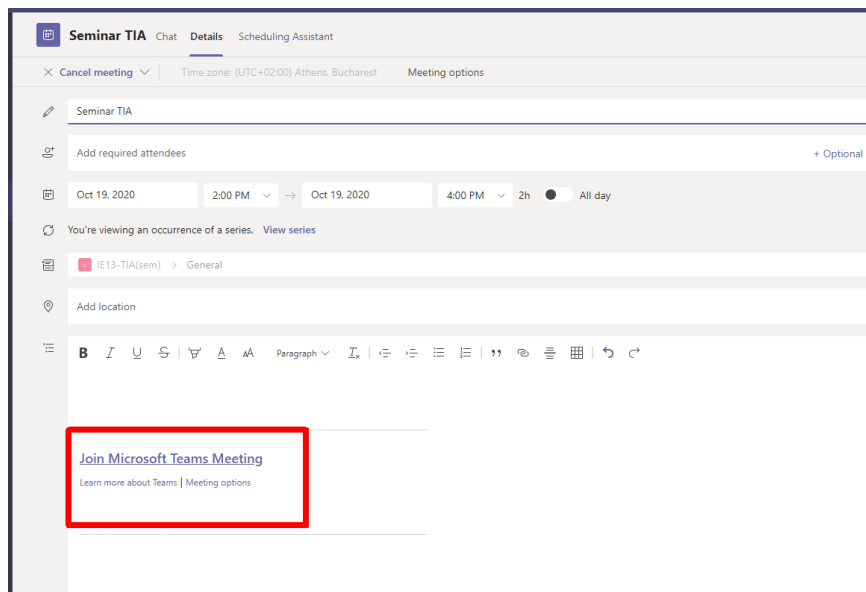 Seminar TIA Chat Details Scheduling Assistant
Cancel meeting Time zone: (UTC+02:00) Athens, Bucharest Meeting options
Seminar TIA
Add required attendees + Optional
Oct 19, 2020 2:00 PM → Oct 19, 2020 4:00 PM 2h All day
You're viewing an occurrence of a series. View series
IE13-TIA(sem) > General
Add location
B I U S A AA Paragraph Ix
Join Microsoft Teams Meeting
Learn more about Teams | Meeting options